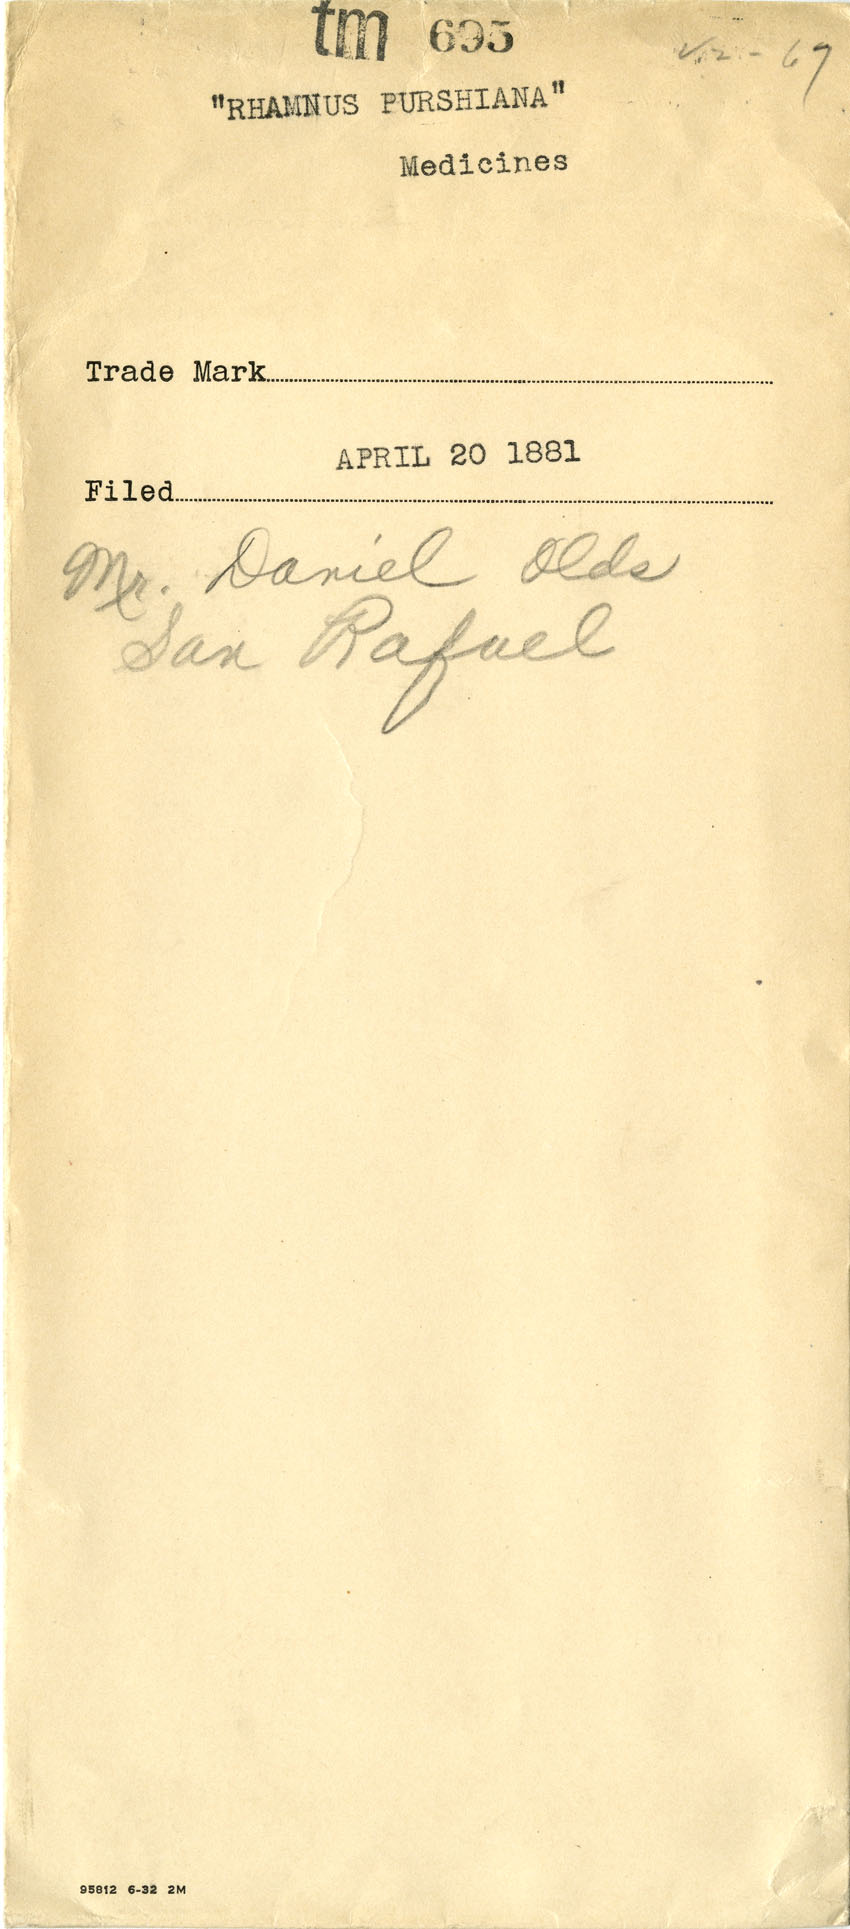 tm 695
"RHAMNUS PURSHIANA"
Medicines
Trade Mark
APRIL 20 1881
Filed
Mr. Daniel Olds
San Rafael
95812 6-32 2M